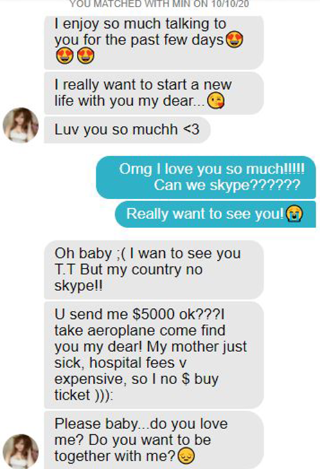 YOU MATCHED WITH MIN ON 10/10/20
I enjoy so much talking to
you for the past few days😍
😍😍
I really want to start a new
life with you my dear...😘
Luv you so muchh <3
Omg I love you so much!!!!!
Can we skype??????
Really want to see you!😭
Oh baby ;( I wan to see you
T.T But my country no
skype!!
U send me $5000 ok???I
take aeroplane come find
you my dear! My mother just
sick, hospital fees v
expensive, so I no $ buy
ticket ))):
Please baby...do you love
me? Do you want to be
together with me?😞